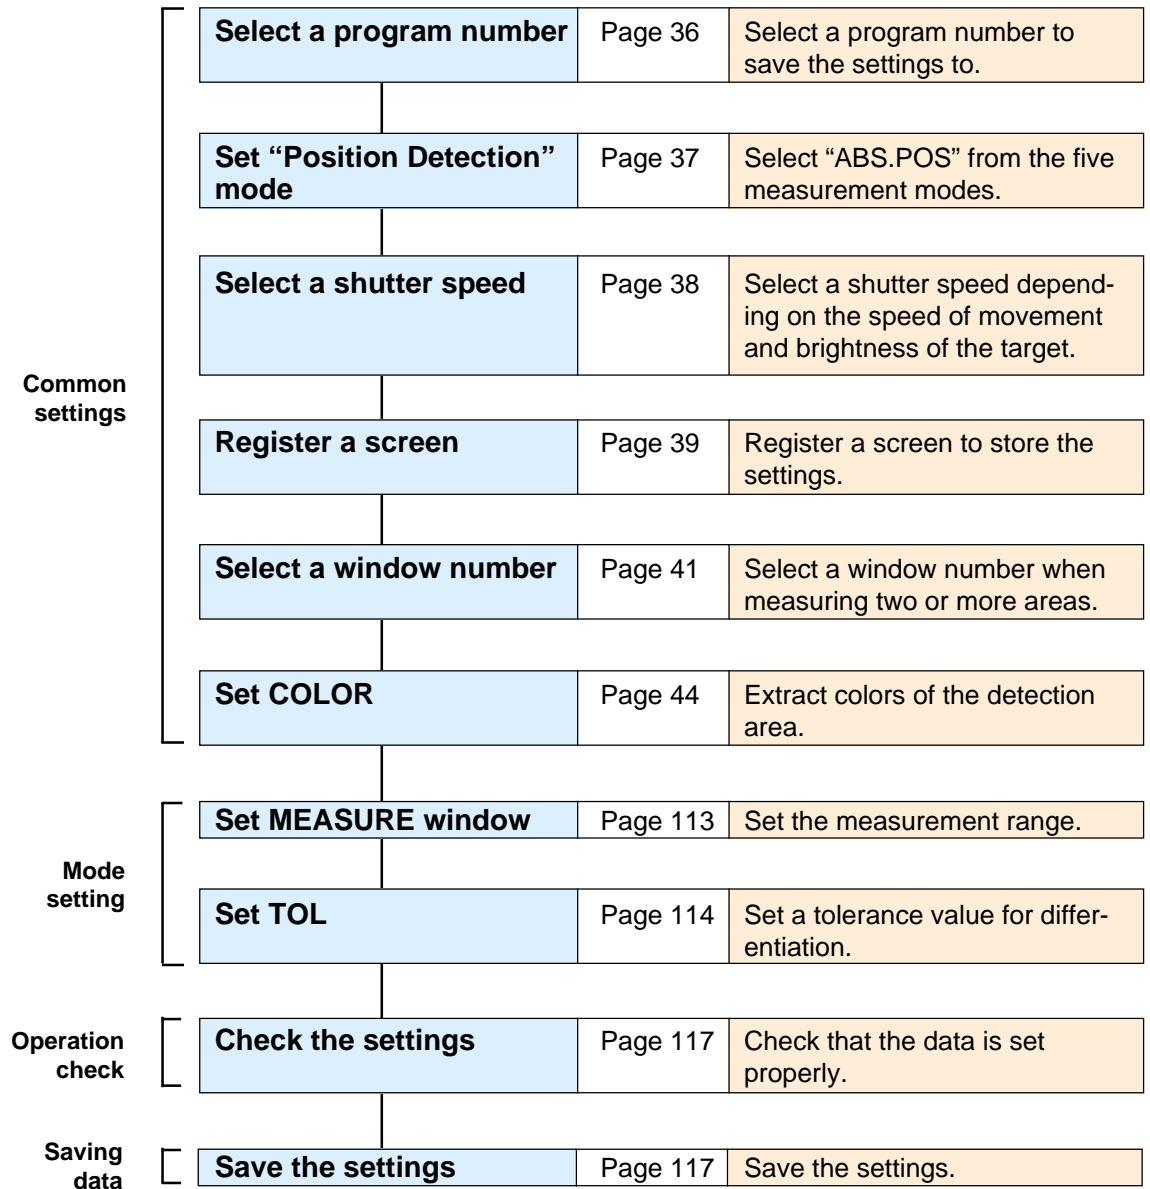 Select a program number Page 36 Select a program number to
save the settings to.
Set “Position Detection” Page 37 Select “ABS.POS” from the five
mode measurement modes.
Select a shutter speed Page 38 Select a shutter speed depend-
ing on the speed of movement
and brightness of the target.
Common
settings
Register a screen Page 39 Register a screen to store the
settings.
Select a window number Page 41 Select a window number when
measuring two or more areas.
Set COLOR Page 44 Extract colors of the detection
area.
Set MEASURE window Page 113 Set the measurement range.
Mode
setting
Set TOL Page 114 Set a tolerance value for differ-
entiation.
Operation
check
Check the settings Page 117 Check that the data is set
properly.
Saving
data
Save the settings Page 117 Save the settings.